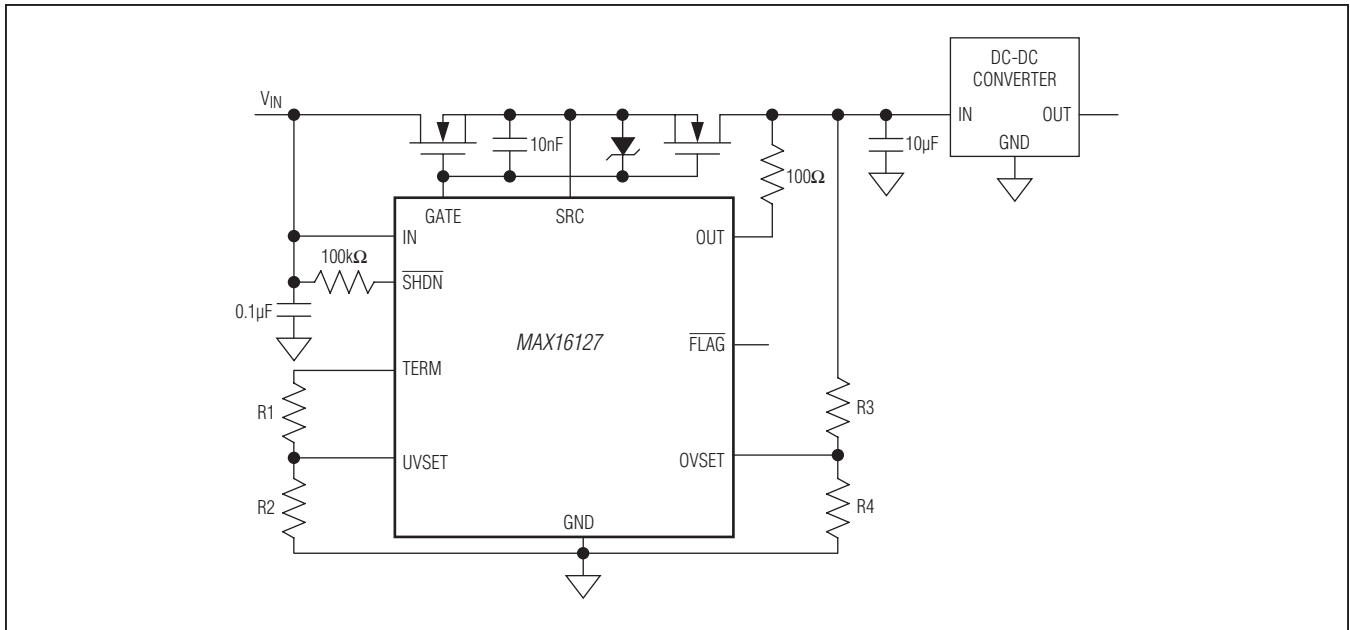 DC-DC
CONVERTER
IN
OUT
GND
VIN
10nF
10µF
100Ω
GATE
SRC
IN
OUT
100kΩ
SHDN
0.1µF
MAX16127
FLAG
TERM
R1
R3
UVSET
OVSET
R2
R4
GND